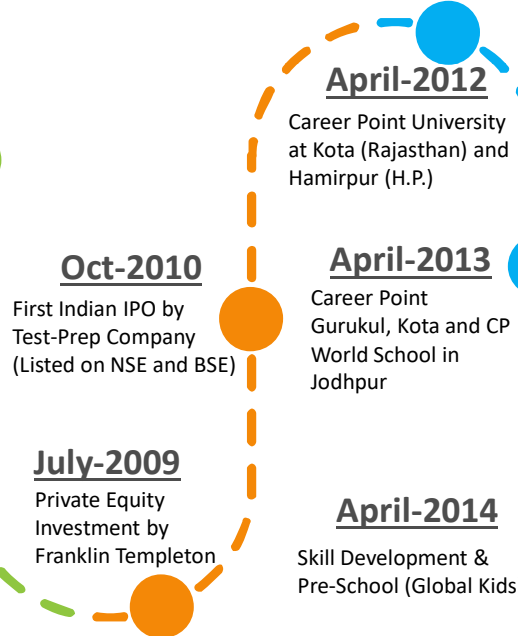 April-2012
Career Point University
at Kota (Rajasthan) and
Hamirpur (H.P.)
Oct-2010
First Indian IPO by
Test-Prep Company
(Listed on NSE and BSE)
April-2013
Career Point
Gurukul, Kota and CP
World School in
Jodhpur
July-2009
Private Equity
Investment by
Franklin Templeton
April-2014
Skill Development &
Pre-School (Global Kids